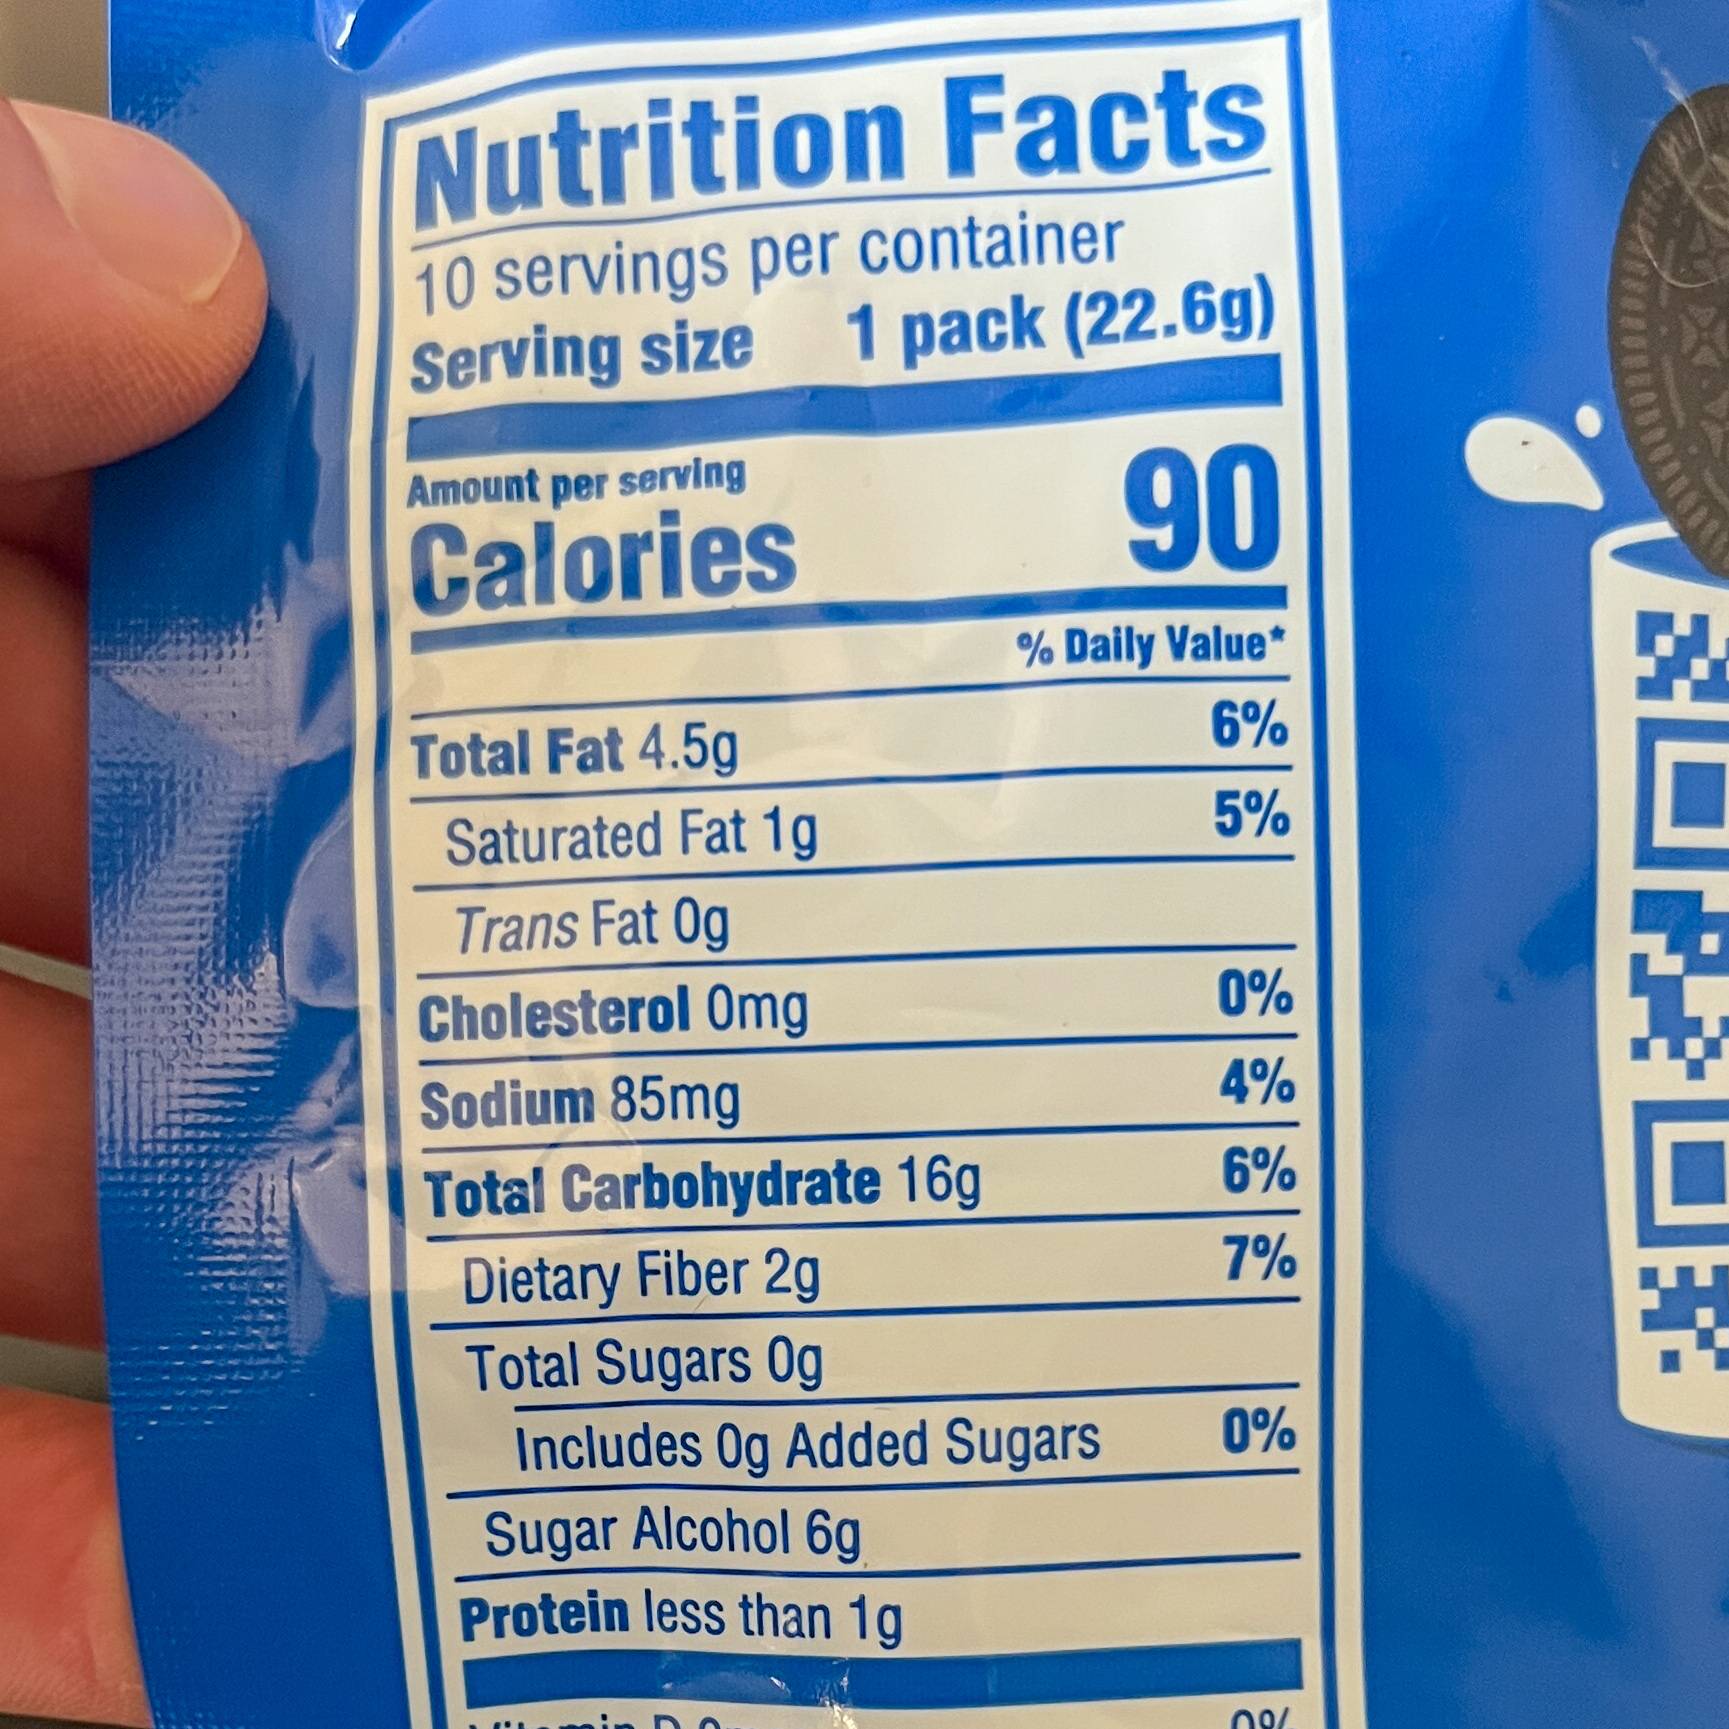 Nutrition Facts
10 servings per container
Serving size 1 pack (22.6g)
Amount per serving
Calories 90
% Daily Value*
Total Fat 4.5g 6%
Saturated Fat 1g 5%
Trans Fat 0g
Cholesterol 0mg 0%
Sodium 85mg 4%
Total Carbohydrate 16g 6%
Dietary Fiber 2g 7%
Total Sugars 0g
Includes 0g Added Sugars 0%
Sugar Alcohol 6g
Protein less than 1g
Vitamin D 0%